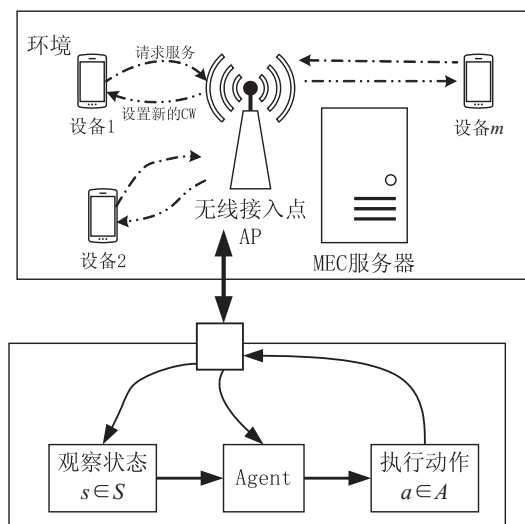 环境
请求服务
设置新的CW
设备1
设备m
无线接入点
AP
设备2
MEC服务器
观察状态
s∈S
Agent
执行动作
a∈A